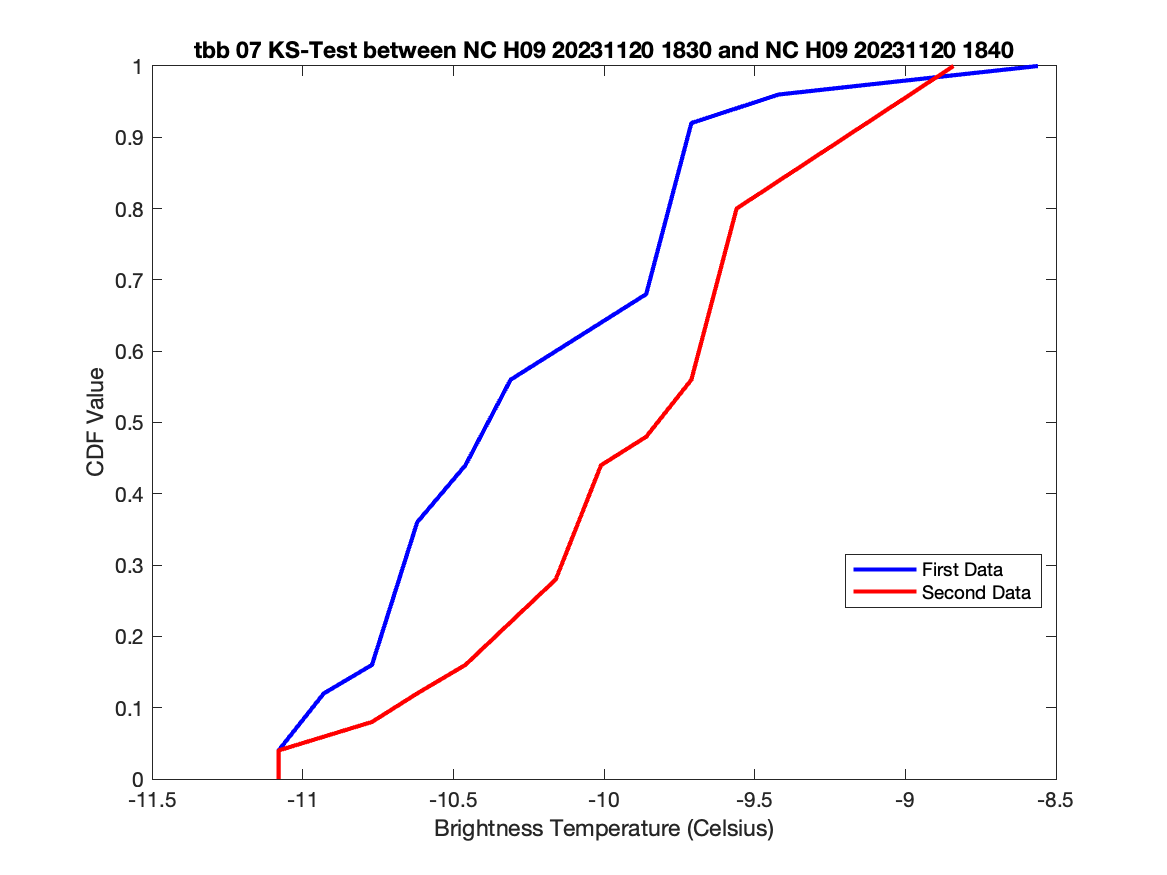 tbb 07 KS-Test between NC H09 20231120 1830 and NC H09 20231120 1840
1
0.9
0.8
0.7
0.6
0.5
0.4
0.3
0.2
0.1
0
CDF Value
First Data
Second Data
-11.5 -11 -10.5 -10 -9.5 -9 -8.5
Brightness Temperature (Celsius)